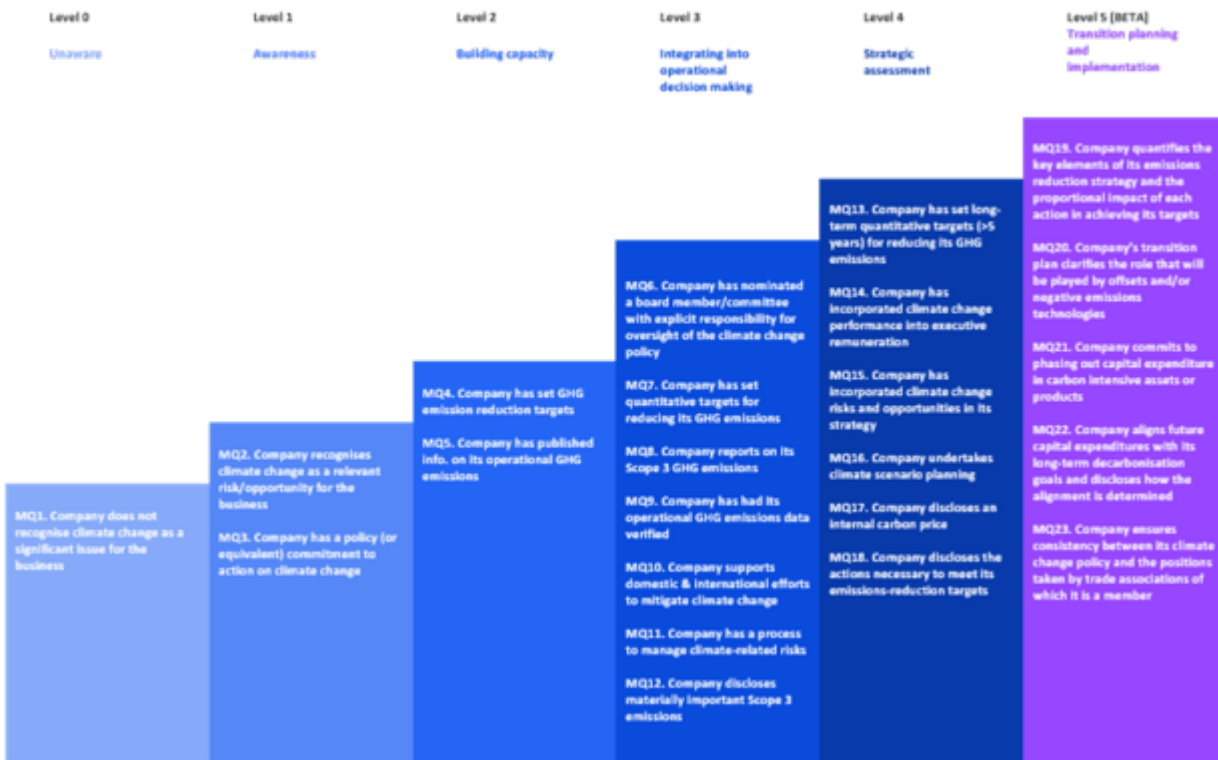 Level 0
Unaware
Level 1
Awareness
Level 2
Building capacity
Level 3
Integrating into
operational
decision making
Level 4
Strategic
assessment
Level 5 [BETA]
Transition planning
and
implementation
MQ1. Company does not
recognise climate change as a
significant issue for the
business
MQ2. Company recognises
climate change as a relevant
risk/opportunity for the
business
MQ3. Company has a policy (or
equivalent) commitment to
action on climate change
MQ4. Company has set GHG
emission reduction targets
MQ5. Company has published
info. on its operational GHG
emissions
MQ6. Company has nominated
a board member/committee
with explicit responsibility for
oversight of the climate change
policy
MQ7. Company has set
quantitative targets for
reducing its GHG emissions
MQ8. Company reports on its
Scope 3 GHG emissions
MQ9. Company has had its
operational GHG emissions data
verified
MQ10. Company supports
domestic & international efforts
to mitigate climate change
MQ11. Company has a process
to manage climate-related risks
MQ12. Company discloses
materially important Scope 3
emissions
MQ13. Company has set long-
term quantitative targets (>5
years) for reducing its GHG
emissions
MQ14. Company has
incorporated climate change
performance into executive
remuneration
MQ15. Company has
incorporated climate change
risks and opportunities in its
strategy
MQ16. Company undertakes
climate scenario planning
MQ17. Company discloses an
internal carbon price
MQ18. Company discloses the
actions necessary to meet its
emissions-reduction targets
MQ19. Company quantifies the
key elements of its emissions
reduction strategy and the
proportional impact of each
action in achieving its targets
MQ20. Company's transition
plan clarifies the role that will
be played by offsets and/or
negative emissions
technologies
MQ21. Company commits to
phasing out capital expenditure
in carbon intensive assets or
products
MQ22. Company aligns future
capital expenditures with its
long-term decarbonisation
goals and discloses how the
alignment is determined
MQ23. Company ensures
consistency between its climate
change policy and the positions
taken by trade associations of
which it is a member